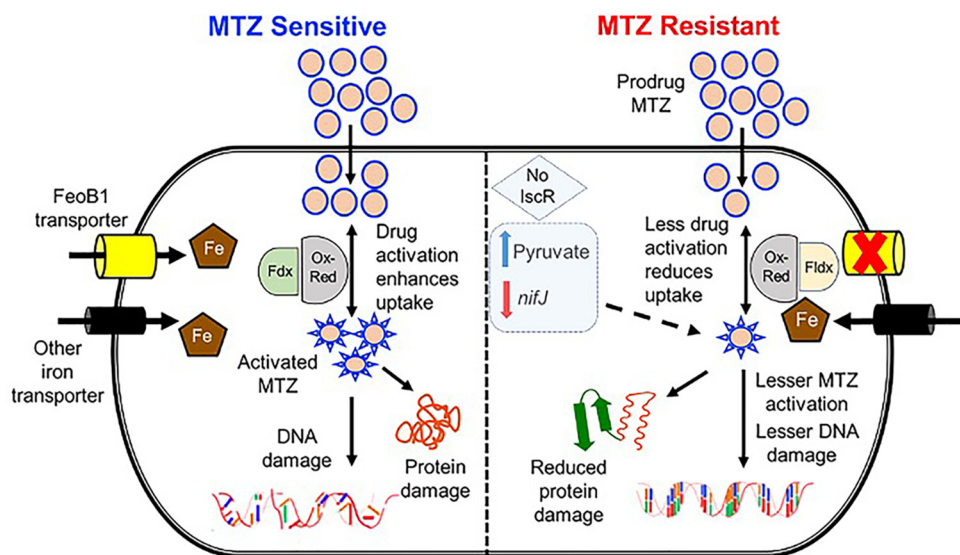 MTZ Sensitive
MTZ Resistant
Prodrug
MTZ
FeoB1
transporter
Fe
Fe
Other
iron
transporter
Fdx
Ox-
Red
Drug
activation
enhances
uptake
Activated
MTZ
DNA
damage
Protein
damage
No
IscR
Pyruvate
nifJ
Less drug
activation
reduces
uptake
Ox-
Red
Fldx
Fe
Lesser MTZ
activation
Lesser DNA
damage
Reduced
protein
damage